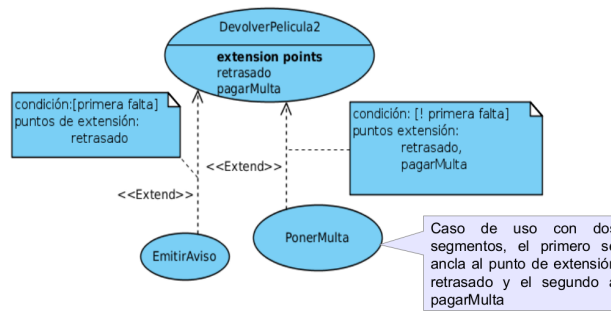 DevolverPelicula2
extension points
retrasado
pagarMulta
condición:[primera falta]
puntos de extensión:
retrasado
condición: [! primera falta]
puntos extensión:
retrasado,
pagarMulta
<<Extend>>
<<Extend>>
EmitirAviso
PonerMulta
Caso de uso con dos
segmentos, el primero se
ancla al punto de extensión
retrasado y el segundo a
pagarMulta